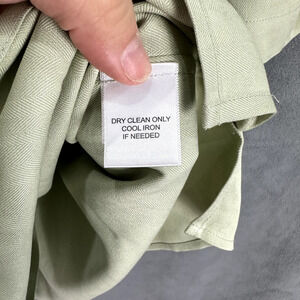 DRY CLEAN ONLY
COOL IRON
IF NEEDED